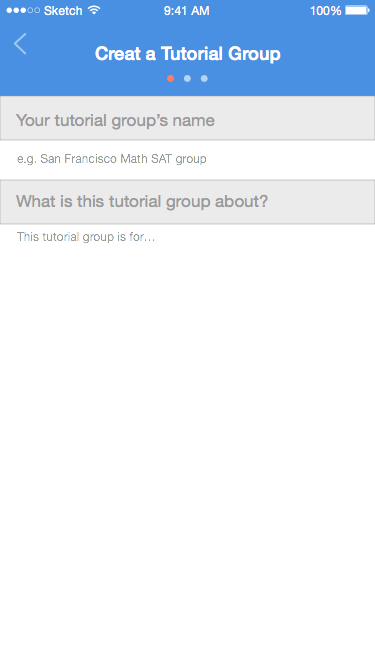 Sketch 9:41 AM 100%
Creat a Tutorial Group
Your tutorial group’s name
e.g. San Francisco Math SAT group
What is this tutorial group about?
This tutorial group is for…